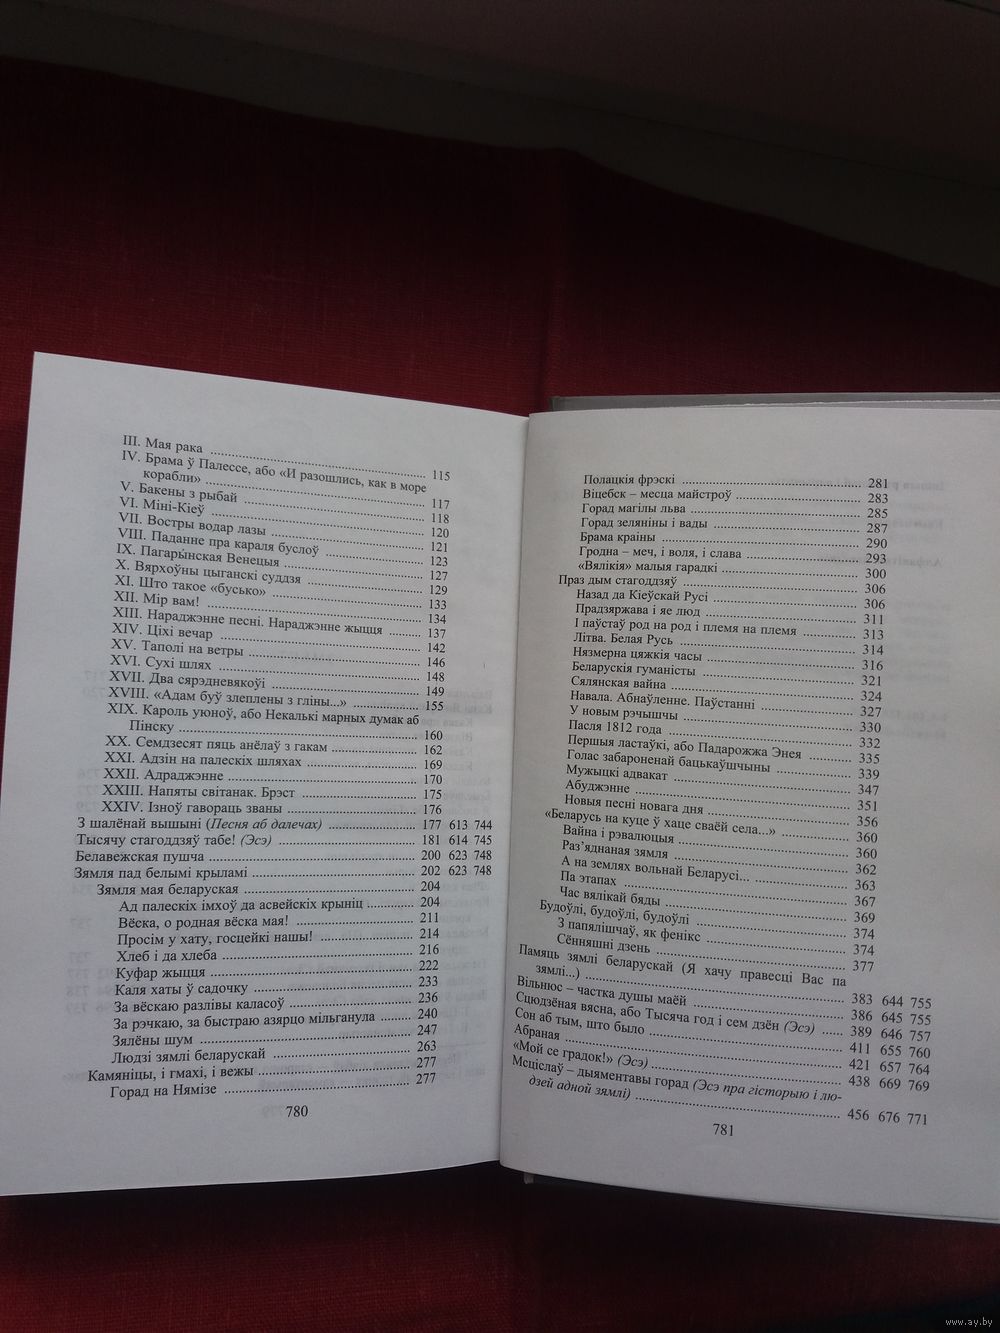 III. Мая рака ........ 115
IV. Брама ў Палессе, або «И разошлись, как в море
корабли» ........ 117
V. Бакены з рыбай ........ 118
VI. Міні-Кіеў ........ 120
VII. Востры водар лазы ........ 121
VIII. Паданне пра караля буслоў ........ 123
IX. Пагары́нская Венецыя ........ 127
X. Вярхоўны цыганскі суддзя ........ 129
XI. Што такое «бусько» ........ 133
XII. Мір вам! ........ 134
XIII. Нараджэнне песні. Нараджэнне жыцця ........ 137
XIV. Ціхі вечар ........ 142
XV. Таполі на ветры ........ 146
XVI. Сухі шлях ........ 148
XVII. Два сярэдневякоўі ........ 149
XVIII. «Адам буў злеплены з гліны...» ........ 155
XIX. Кароль уюноў, або Некалькі марных думак аб
Пінску ........ 160
XX. Семдзесят пяць анёлаў з гакам ........ 162
XXI. Адзін на палескіх шляхах ........ 169
XXII. Адраджэнне ........ 170
XXIII. Напяты світанак. Брэст ........ 175
XXIV. Ізноў гавораць званы ........ 176
З шалёнай вышыні (Песня аб далечах) ........ 177 613 744
Тысячу стагоддзяў табе! (Эсэ) ........ 181 614 745
Белавежская пушча ........ 200 623 748
Зямля пад белымі крыламі ........ 202 623 748
Зямля мая беларуская ........ 204
Ад палескіх імхоў да асвейскіх крыніц ........ 204
Вёска, о родная вёска мая! ........ 211
Просім у хату, госцейкі нашы! ........ 214
Хлеб і да хлеба ........ 216
Куфар жыцця ........ 222
Каля хаты ў садочку ........ 233
За вёскаю разлівы каласоў ........ 236
За рэчкаю, за быстраю азярцо мільганула ........ 240
Зялёны шум ........ 247
Людзі зямлі беларускай ........ 263
Камяніцы, і гмахі, і вежы ........ 277
Горад на Нямізе ........ 277
780
Полацкія фрэскі ........ 281
Віцебск – месца майстроў ........ 283
Горад магілы льва ........ 285
Горад зеляніны і вады ........ 287
Брама краіны ........ 290
Гродна – меч, і воля, і слава ........ 293
«Вялікія» малыя гарадкі ........ 300
Праз дым стагоддзяў ........ 306
Назад да Кіеўскай Русі ........ 306
Прадзяржава і яе люд ........ 311
І паўстаў род на род і племя на племя ........ 313
Літва. Белая Русь ........ 314
Нязмерна цяжкія часы ........ 316
Беларускія гуманісты ........ 321
Сялянская вайна ........ 324
Навала. Абнаўленне. Паўстанні ........ 327
У новым рэчышчы ........ 330
Пасля 1812 года ........ 332
Першыя ластаўкі, або Падарожжа Энея ........ 335
Голас забароненай бацькаўшчыны ........ 339
Мужыцкі адвакат ........ 347
Абуджэнне ........ 351
Новыя песні новага дня ........ 356
«Беларусь на куце ў хаце сваёй села...» ........ 360
Вайна і рэвалюцыя ........ 360
Раз’яднаная зямля ........ 362
А на землях вольнай Беларусі... ........ 363
Па этапах ........ 367
Час вялікай бяды ........ 369
Будоўлі, будоўлі, будоўлі ........ 374
З папялішчаў, як фенікс ........ 374
Сённяшні дзень ........ 377
Памяць зямлі беларускай (Я хачу правесці Вас па
зямлі...) ........ 383 644 755
Вільнюс – частка душы маёй ........ 386 645 755
Сцюдзёная вясна, або Тысяча год і сем дзён (Эсэ) ........ 389 646 757
Сон аб тым, што было ........ 411 655 760
Абраная ........ 421 657 764
«Мой се градок!» (Эсэ) ........ 438 669 769
Мсціслаў – дыяментавы горад (Эсэ пра гісторыю і лю-
дзей адной зямлі) ........ 456 676 771
781
www.ay.by